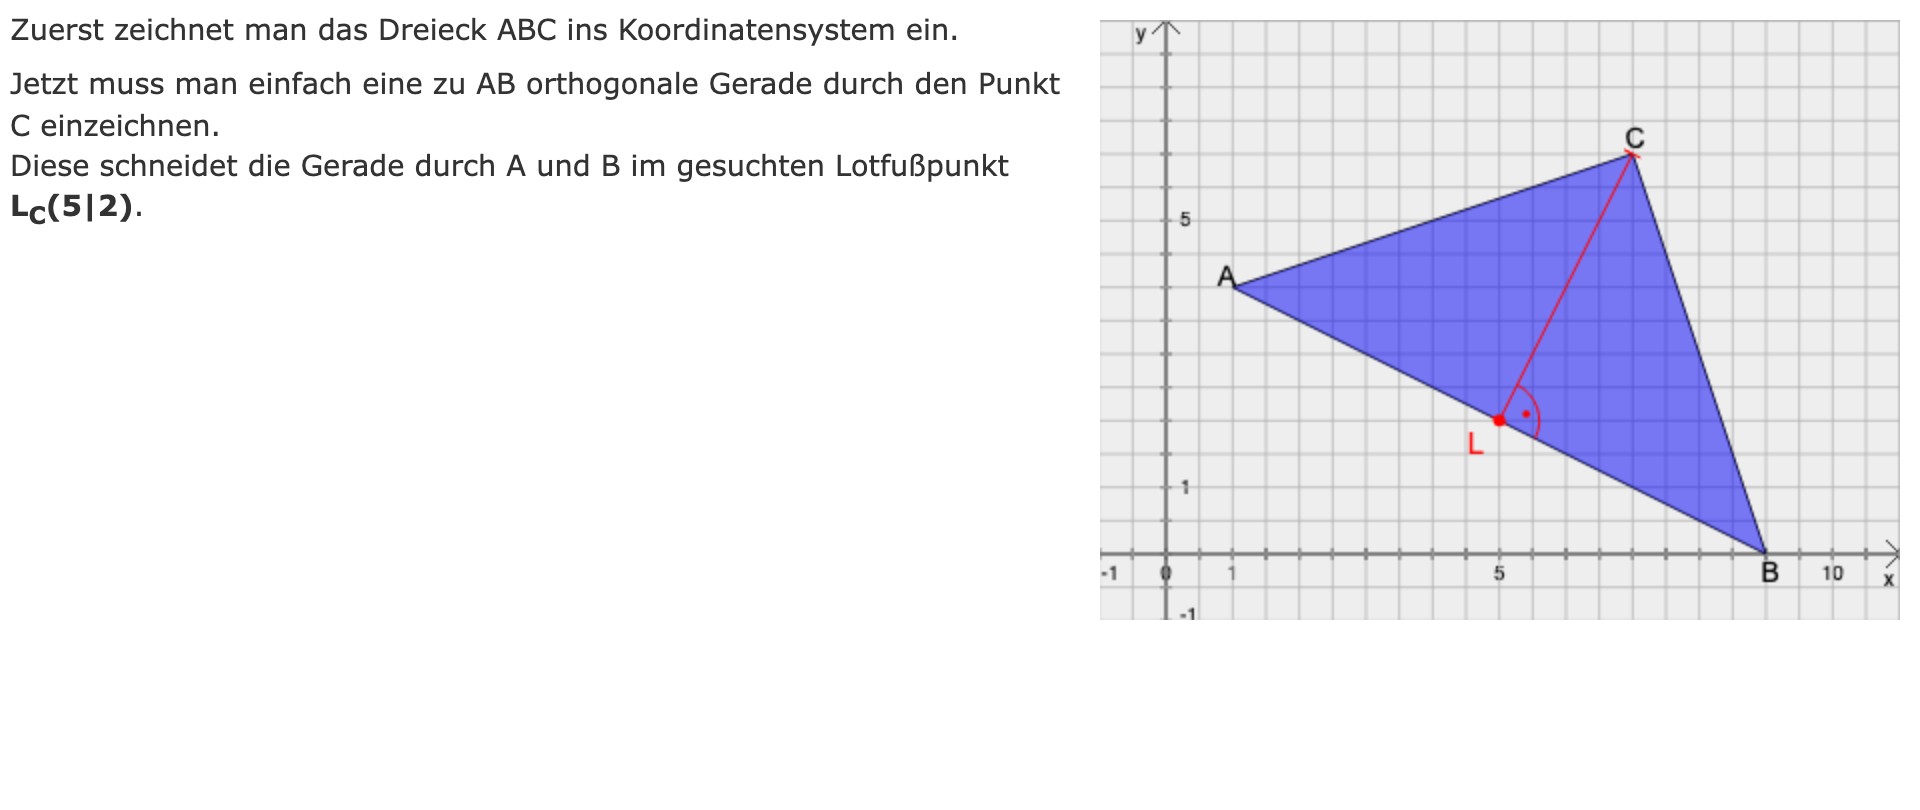 Zuerst zeichnet man das Dreieck ABC ins Koordinatensystem ein.
Jetzt muss man einfach eine zu AB orthogonale Gerade durch den Punkt
C einzeichnen.
Diese schneidet die Gerade durch A und B im gesuchten Lotfußpunkt
L_C(5|2).
y
C
5
A
L
1
-1 0 1 5 B 10 x
-1